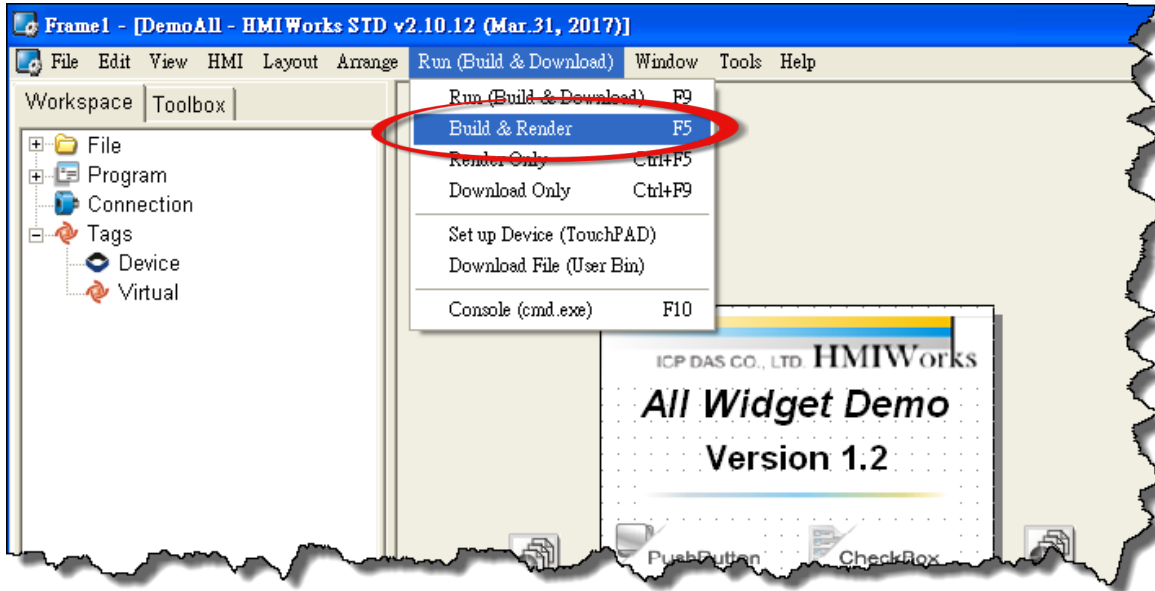 Frame1 - [DemoAll - HMIWorks STD v2.10.12 (Mar.31, 2017)]
File Edit View HMI Layout Arrange Run (Build & Download) Window Tools Help
Workspace Toolbox
File
Program
Connection
Tags
Device
Virtual
Run (Build & Download) F9
Build & Render F5
Render Only Ctrl+F5
Download Only Ctrl+F9
Set up Device (TouchPAD)
Download File (User Bin)
Console (cmd.exe) F10
ICP DAS CO., LTD. HMIWorks
All Widget Demo
Version 1.2
PushButton CheckBox